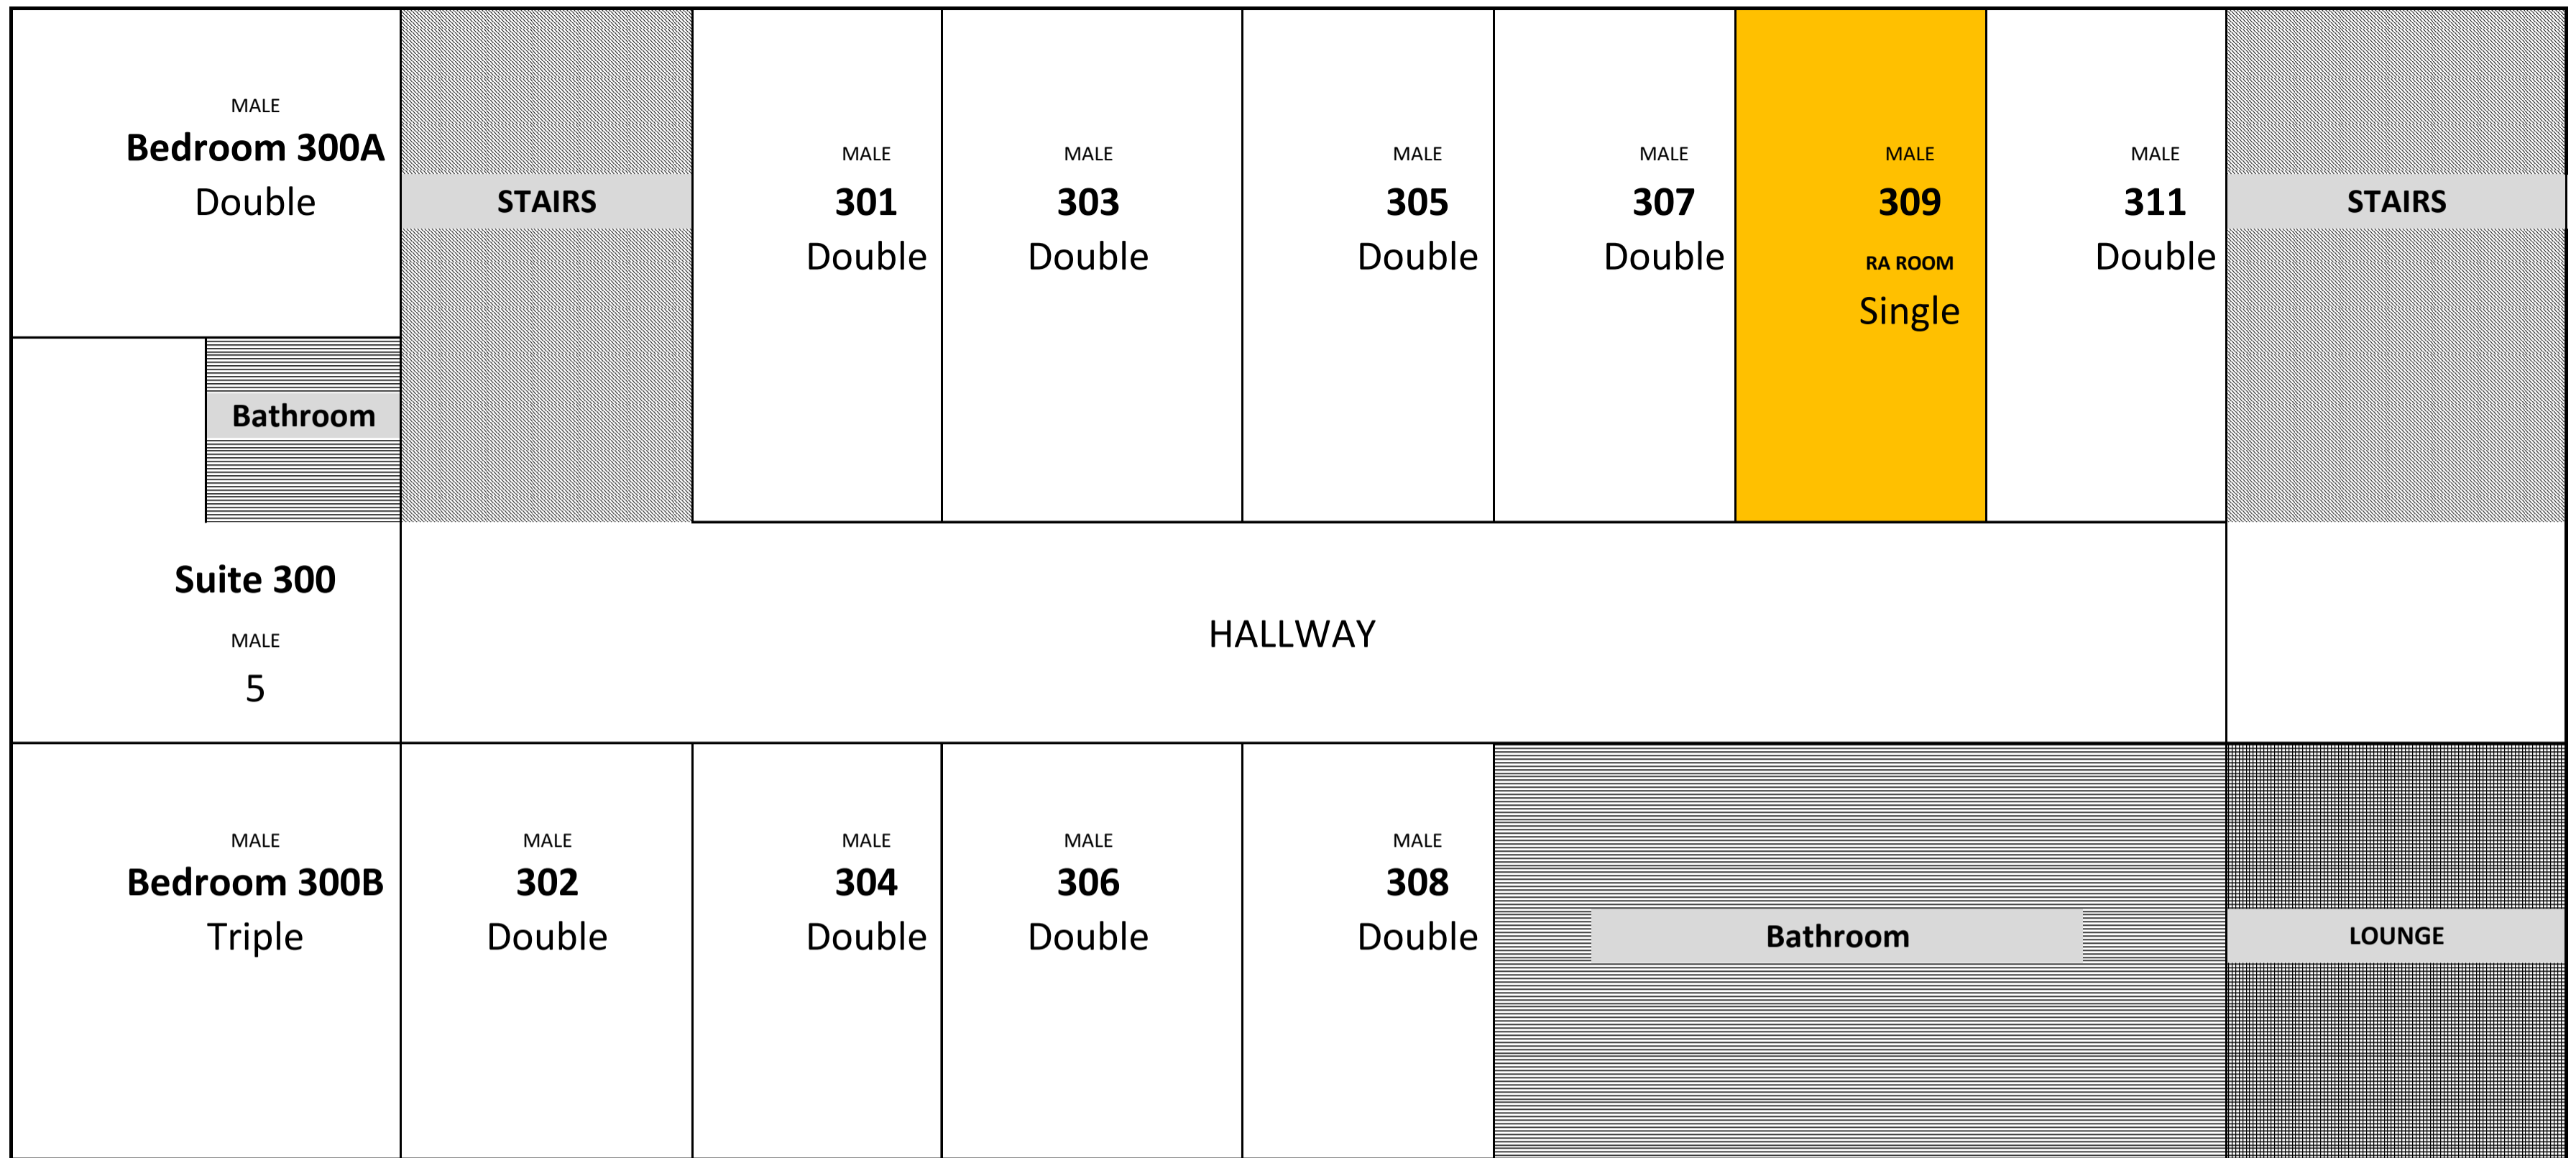 MALE
Bedroom 300A
Double
STAIRS
MALE
301
Double
MALE
303
Double
MALE
305
Double
MALE
307
Double
MALE
309
RA ROOM
Single
MALE
311
Double
STAIRS
Bathroom
Suite 300
MALE
5
HALLWAY
MALE
Bedroom 300B
Triple
MALE
302
Double
MALE
304
Double
MALE
306
Double
MALE
308
Double
Bathroom
LOUNGE